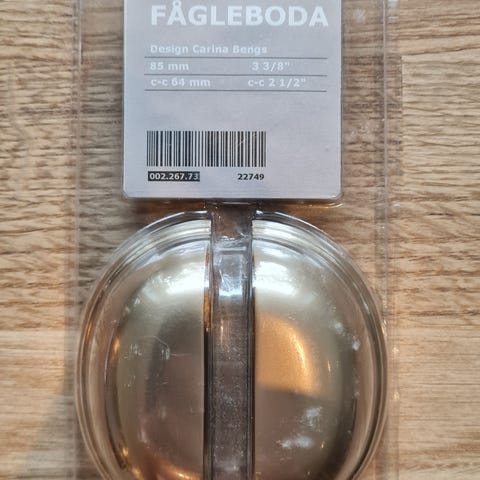 FÅGLEBODA
Design Carina Bengs
85 mm 3 3/8"
c-c 64 mm c-c 2 1/2"
002.267.73 22749